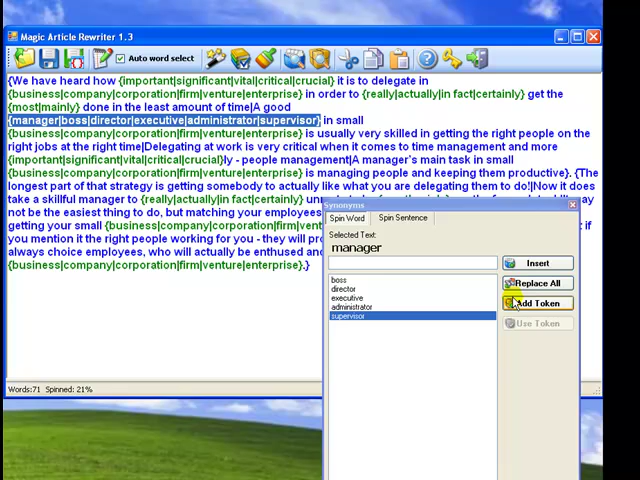 Magic Article Rewriter 1.3
Auto word select
{We have heard how {important|significant|vital|critical|crucial} it is to delegate in
{business|company|corporation|firm|venture|enterprise} in order to {really|actually|in fact|certainly} get the
{most|mainly} done in the least amount of time|A good
{manager|boss|director|executive|administrator|supervisor} in small
{business|company|corporation|firm|venture|enterprise} is usually very skilled in getting the right people on the
right jobs at the right time|Delegating at work is very critical when it comes to time management and more
{important|significant|vital|critical|crucial}ly - people management|A manager's main task in small
{business|company|corporation|firm|venture|enterprise} is managing people and keeping them productive}. {The
longest part of that strategy is getting somebody to actually like what you are delegating them to do!|Now it does
take a skillful manager to {really|actually|in fact|certainly}
not be the easiest thing to do, but matching your employees
getting your small {business|company|corporation|firm|ventu
if
you mention it the right people working for you - they will pr
always choice employees, who will actually be enthused and
{business|company|corporation|firm|venture|enterprise}.}
Synonyms
Spin Word
Spin Sentence
Selected Text:
manager
Insert
boss
director
executive
administrator
supervisor
Replace All
Add Token
Use Token
Words:71 Spinned: 21%